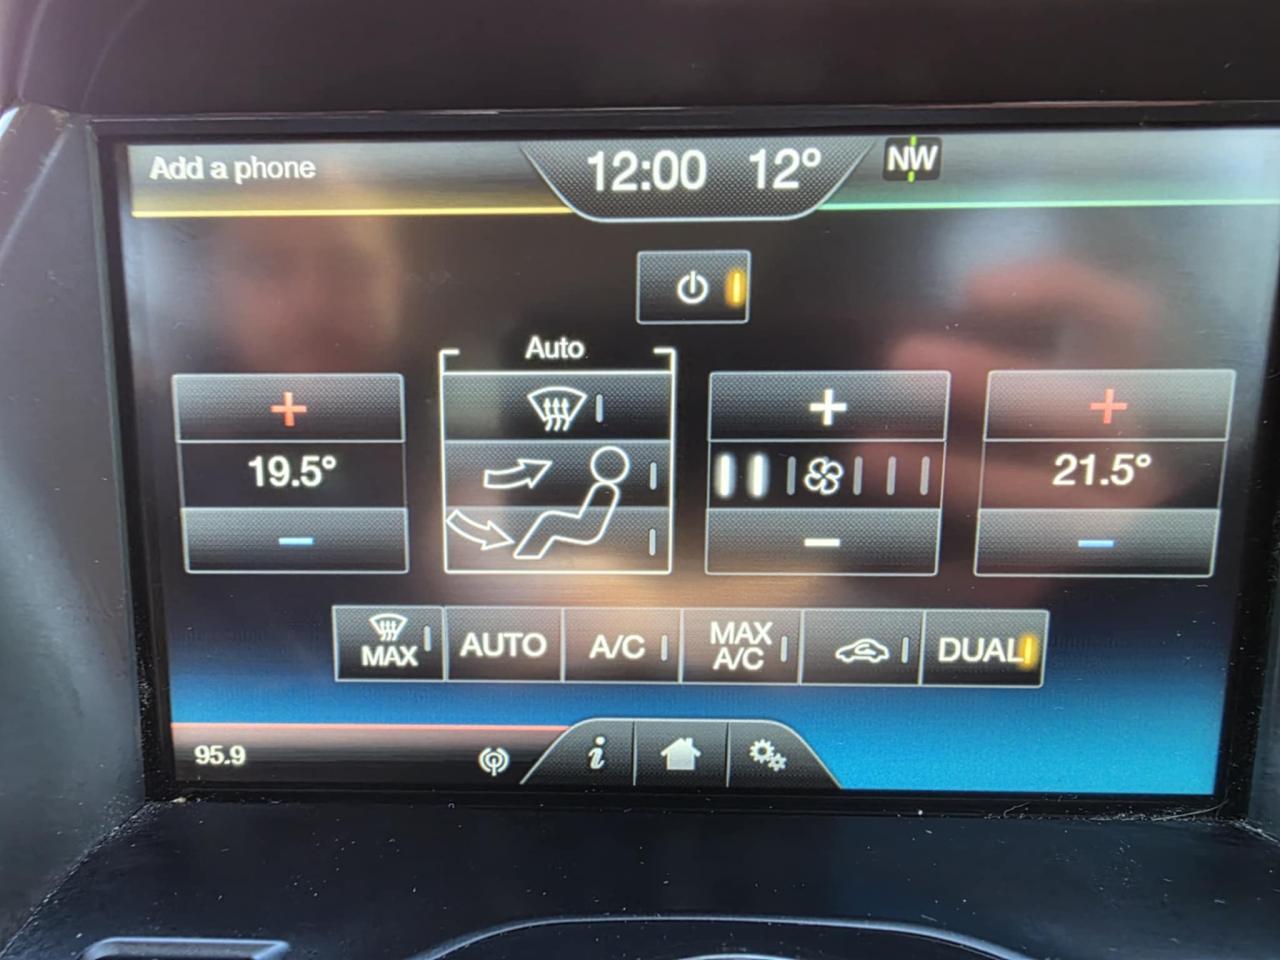 Add a phone
12:00 12° NW
Auto
19.5°
21.5°
MAX
AUTO
A/C
MAX
A/C
DUAL
95.9
i